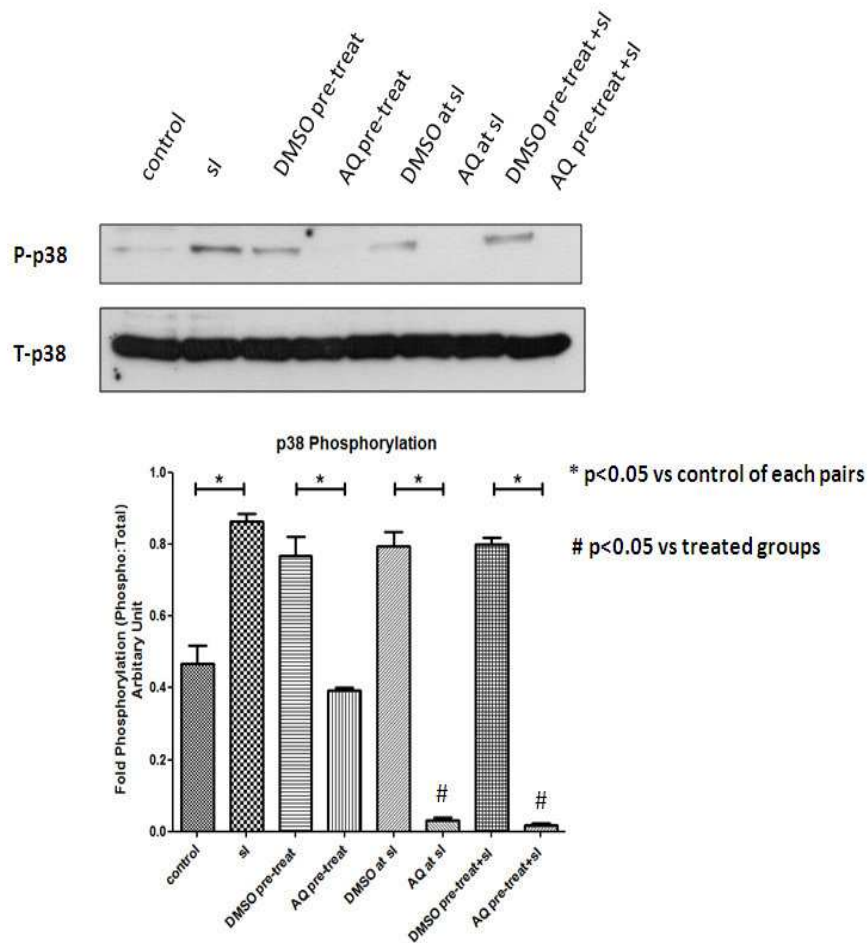 control
sI
DMSO pre-treat
AQ pre-treat
DMSO at sI
AQ at sI
DMSO pre-treat +sI
AQ pre-treat +sI
P-p38
T-p38
p38 Phosphorylation
* p<0.05 vs control of each pairs
# p<0.05 vs treated groups
Fold Phosphorylation (Phospho:Total)
Arbitary Unit
1.0
0.8
0.6
0.4
0.2
0.0
* * * *
# #
control
sI
DMSO pre-treat
AQ pre-treat
DMSO at sI
AQ at sI
DMSO pre-treat+sI
AQ pre-treat+sI